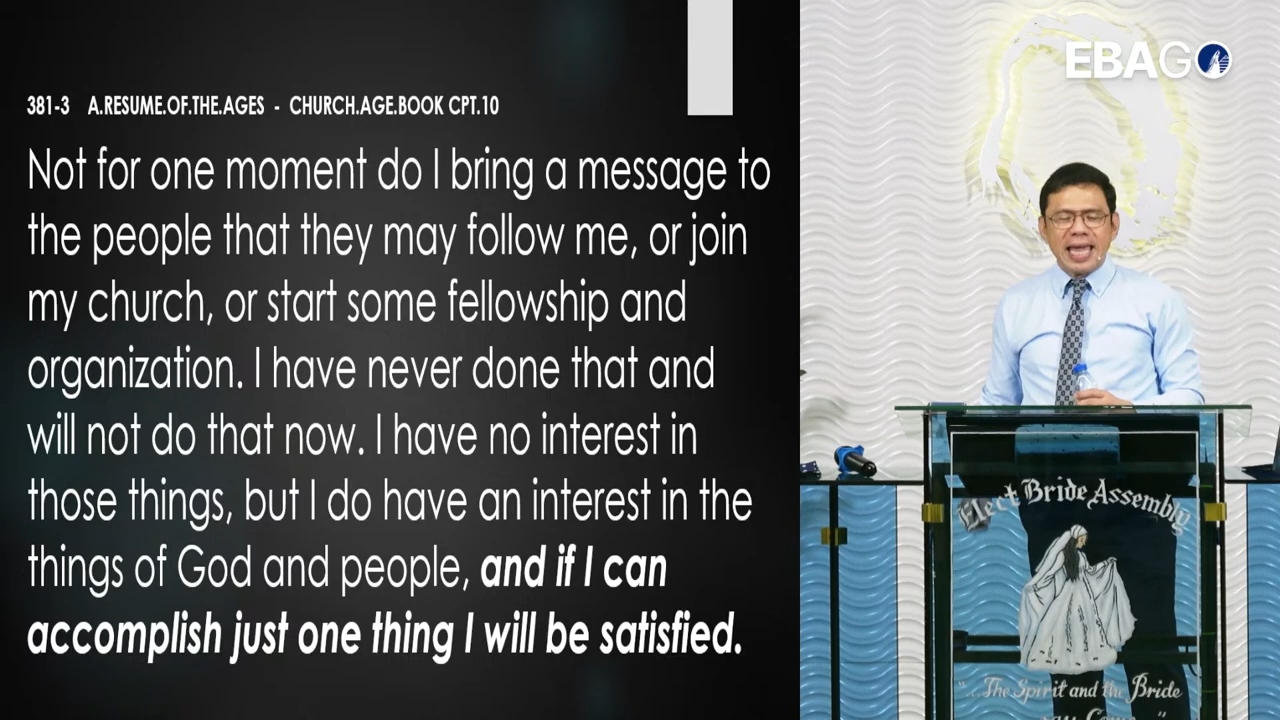 381-3 A.RESUME.OF.THE.AGES - CHURCH.AGE.BOOK CPT.10
Not for one moment do I bring a message to
the people that they may follow me, or join
my church, or start some fellowship and
organization. I have never done that and
will not do that now. I have no interest in
those things, but I do have an interest in the
things of God and people, and if I can
accomplish just one thing I will be satisfied.
EBAGO
Elect Bride Assembly
"...The Spirit and the Bride